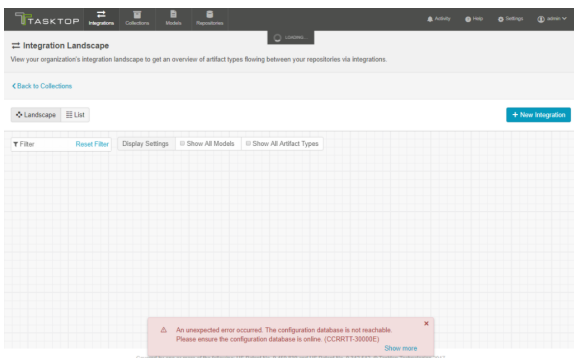 TASKTOP
Integrations
Collections
Models
Repositories
Activity
Help
Settings
admin
LOADING...
Integration Landscape
View your organization's integration landscape to get an overview of artifact types flowing between your repositories via integrations.
Back to Collections
Landscape
List
+ New Integration
Filter
Reset Filter
Display Settings
Show All Models
Show All Artifact Types
An unexpected error occurred. The configuration database is not reachable.
Please ensure the configuration database is online. (CCRRTT-30000E)
Show more